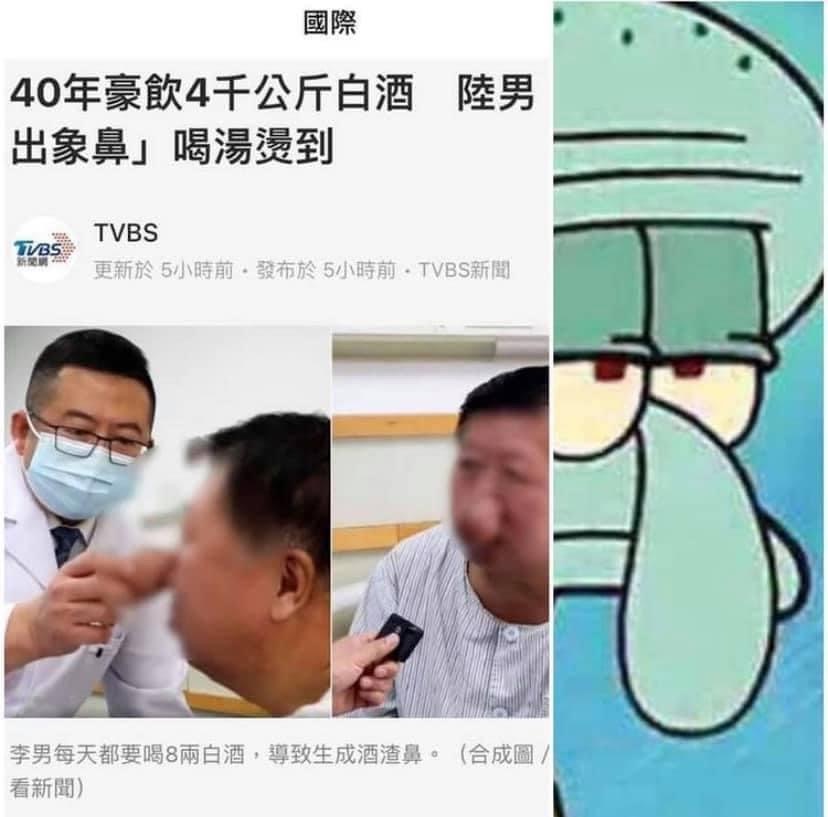 國際
40年豪飲4千公斤白酒 陸男
出象鼻」喝湯燙到
TVBS
新聞網
TVBS
更新於 5小時前・發布於 5小時前・TVBS新聞
李男每天都要喝8兩白酒，導致生成酒渣鼻。（合成圖 /
看新聞）